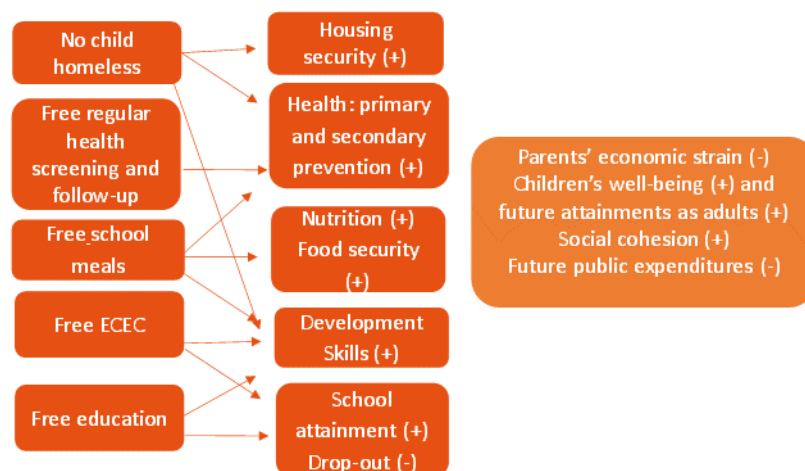 No child
homeless
Free regular
health
screening and
follow-up
Free school
meals
Free ECEC
Free education
Housing
security (+)
Health: primary
and secondary
prevention (+)
Nutrition (+)
Food security
(+)
Development
Skills (+)
School
attainment (+)
Drop-out (-)
Parents’ economic strain (-)
Children’s well-being (+) and
future attainments as adults (+)
Social cohesion (+)
Future public expenditures (-)